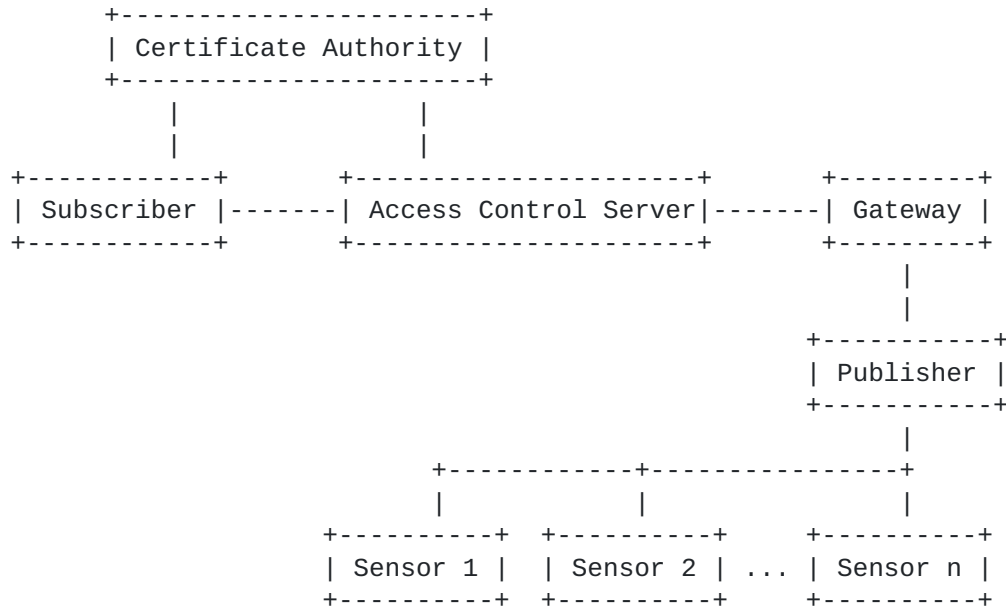 Certificate Authority
Subscriber Access Control Server Gateway
Publisher
Sensor 1 Sensor 2 ... Sensor n